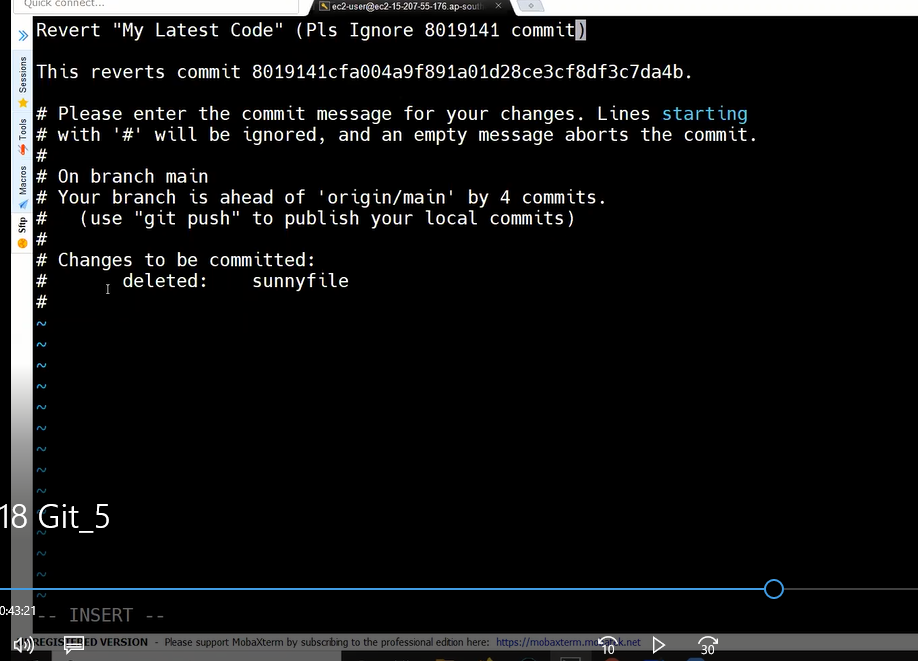 Quick connect...
ec2-user@ec2-15-207-55-176.ap-sout
Revert "My Latest Code" (Pls Ignore 8019141 commit)
This reverts commit 8019141cfa004a9f891a01d28ce3cf8df3c7da4b.
# Please enter the commit message for your changes. Lines starting
# with '#' will be ignored, and an empty message aborts the commit.
#
# On branch main
# Your branch is ahead of 'origin/main' by 4 commits.
#   (use "git push" to publish your local commits)
#
# Changes to be committed:
#       deleted:    sunnyfile
#
~
~
~
~
~
~
~
~
~
~
~
~
~
~
Sessions
Tools
Macros
Sftp
18 Git_5
0:43:21
-- INSERT --
REGISTERED VERSION - Please support MobaXterm by subscribing to the professional edition here: https://mobaxterm.mobatek.net
10
30